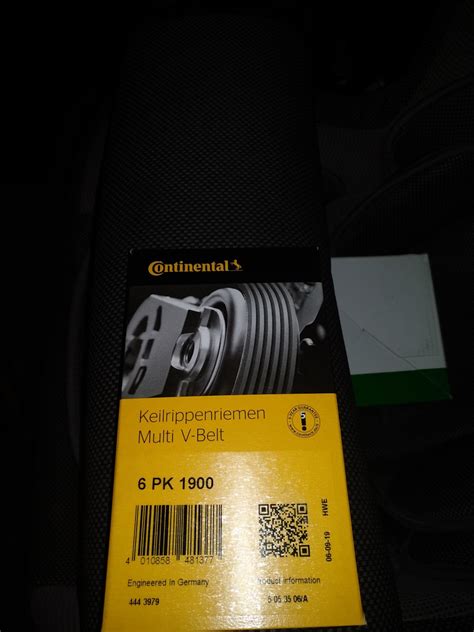 Continental
Keilrippenriemen
Multi V-Belt
6 PK 1900
4 010858 481377
HWE
06-09-19
Engineered In Germany
Product Information
444 3979
5 05 35 06/A